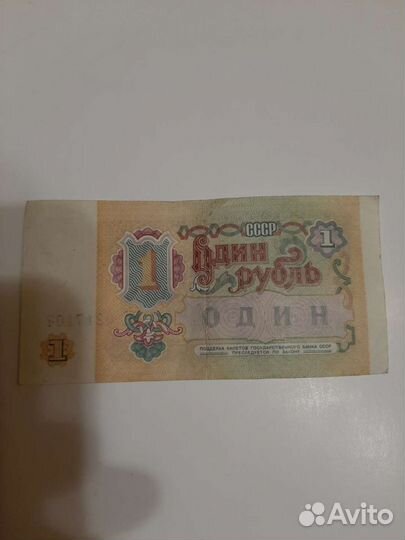 СССР
1
Один
1
рубль
ОДИН
1
ПОДДЕЛКА БИЛЕТОВ ГОСУДАРСТВЕННОГО БАНКА СССР
ПРЕСЛЕДУЕТСЯ ПО ЗАКОНУ
Avito